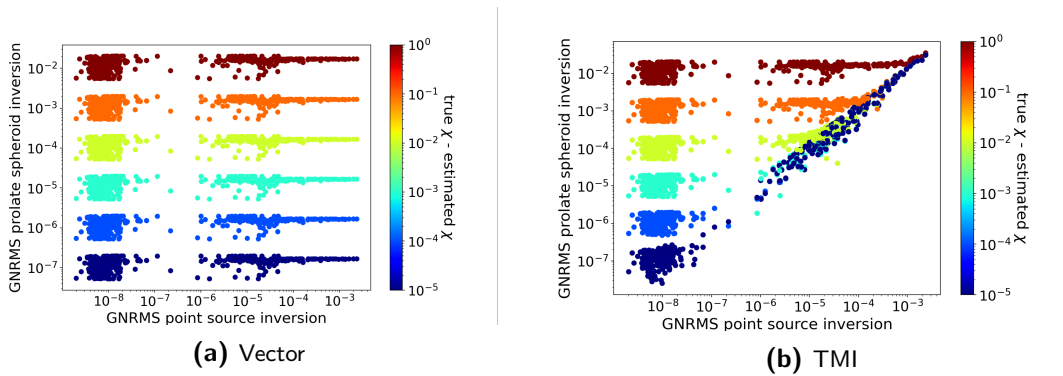 GNRMS prolate spheroid inversion
10⁻²
10⁻³
10⁻⁴
10⁻⁵
10⁻⁶
10⁻⁷
10⁻⁸ 10⁻⁷ 10⁻⁶ 10⁻⁵ 10⁻⁴ 10⁻³
GNRMS point source inversion
10⁰
10⁻¹
10⁻²
10⁻³
10⁻⁴
10⁻⁵
true χ - estimated χ
(a) Vector
GNRMS prolate spheroid inversion
10⁻²
10⁻³
10⁻⁴
10⁻⁵
10⁻⁶
10⁻⁷
10⁻⁸ 10⁻⁷ 10⁻⁶ 10⁻⁵ 10⁻⁴ 10⁻³
GNRMS point source inversion
10⁰
10⁻¹
10⁻²
10⁻³
10⁻⁴
10⁻⁵
true χ - estimated χ
(b) TMI